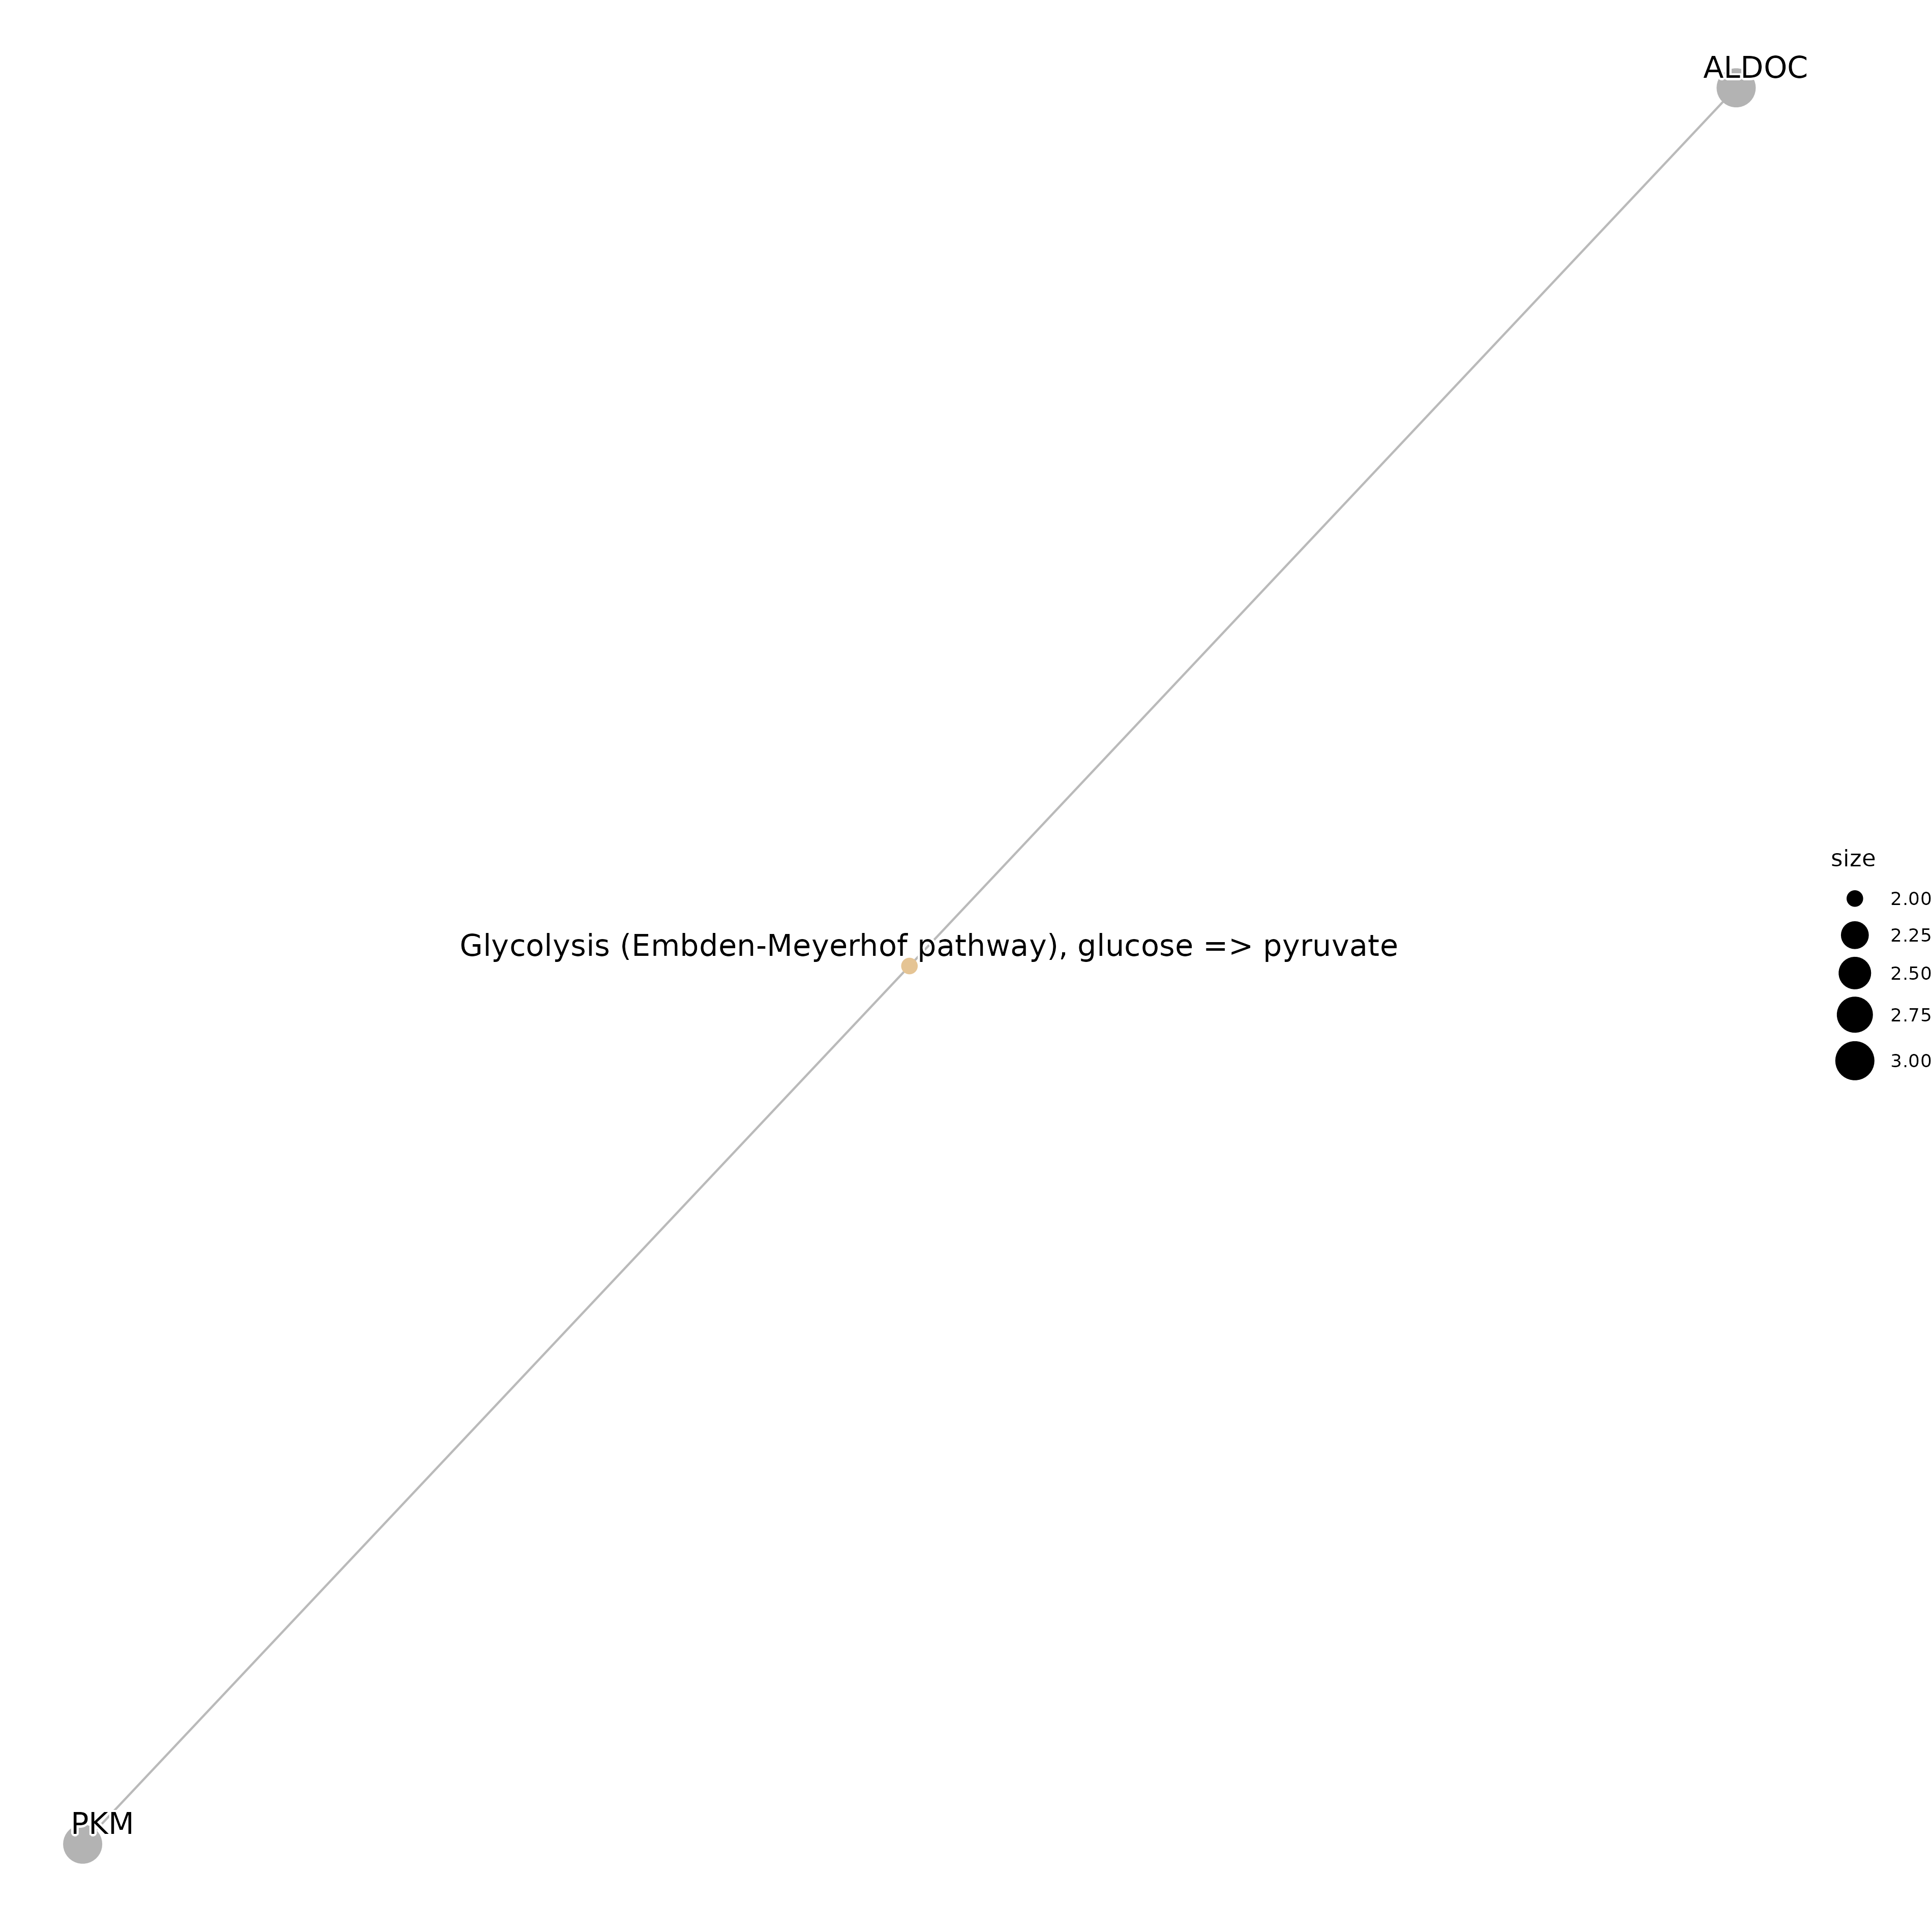 ALDOC
Glycolysis (Embden-Meyerhof pathway), glucose => pyruvate
size
2.00
2.25
2.50
2.75
3.00
PKM